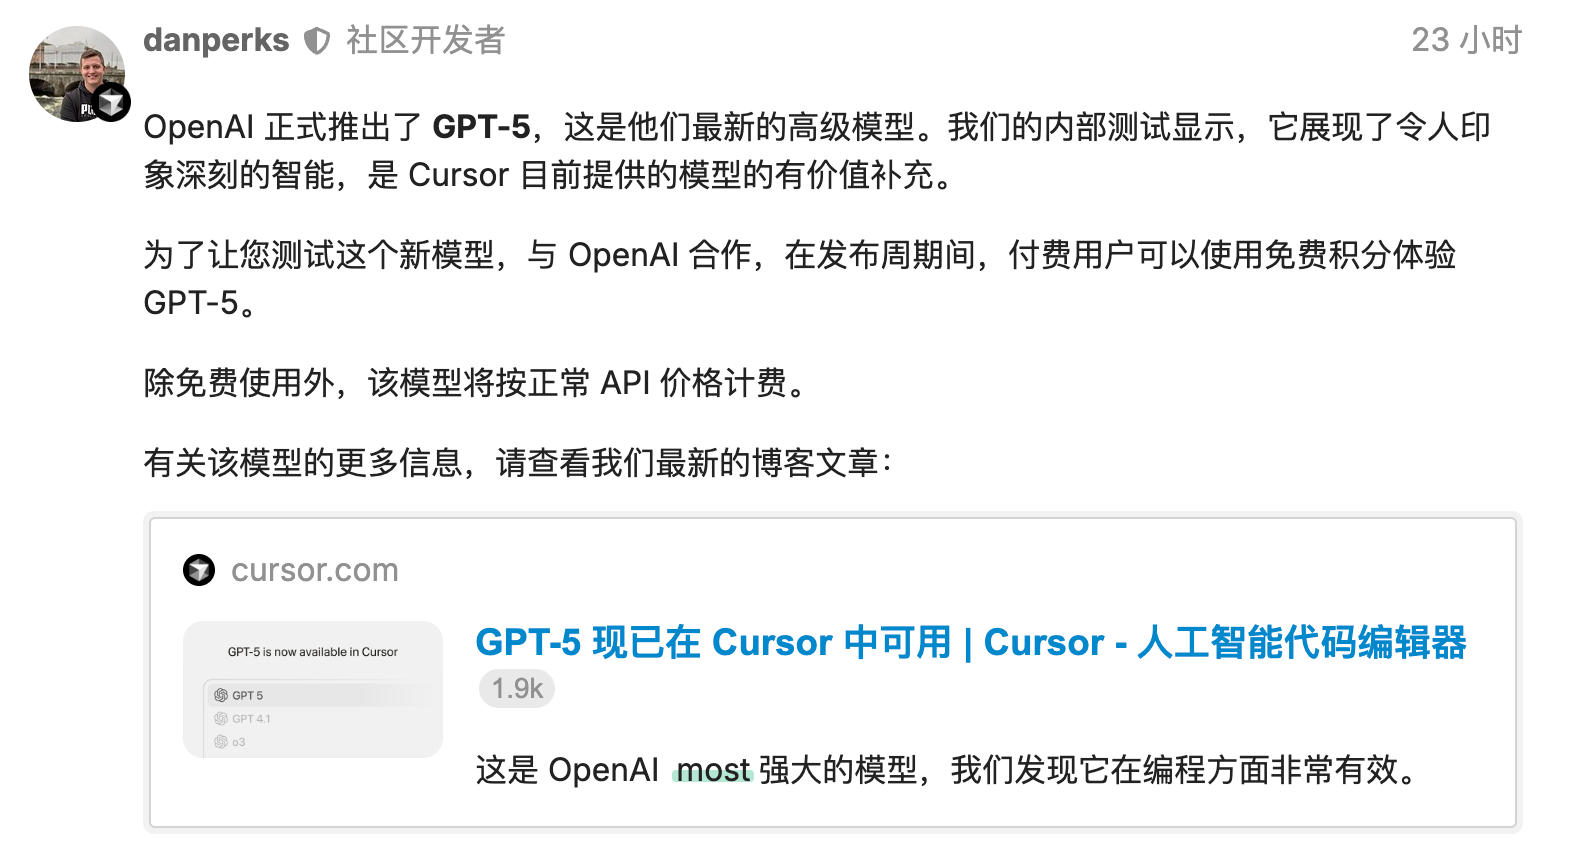 danperks 社区开发者 23 小时
OpenAI 正式推出了 GPT-5，这是他们最新的高级模型。我们的内部测试显示，它展现了令人印
象深刻的智能，是 Cursor 目前提供的模型的有价值补充。
为了让您测试这个新模型，与 OpenAI 合作，在发布周期间，付费用户可以使用免费积分体验
GPT-5。
除免费使用外，该模型将按正常 API 价格计费。
有关该模型的更多信息，请查看我们最新的博客文章：
cursor.com
GPT-5 is now available in Cursor
GPT 5
GPT 4.1
o3
GPT-5 现已在 Cursor 中可用 | Cursor - 人工智能代码编辑器
1.9k
这是 OpenAI most 强大的模型，我们发现它在编程方面非常有效。